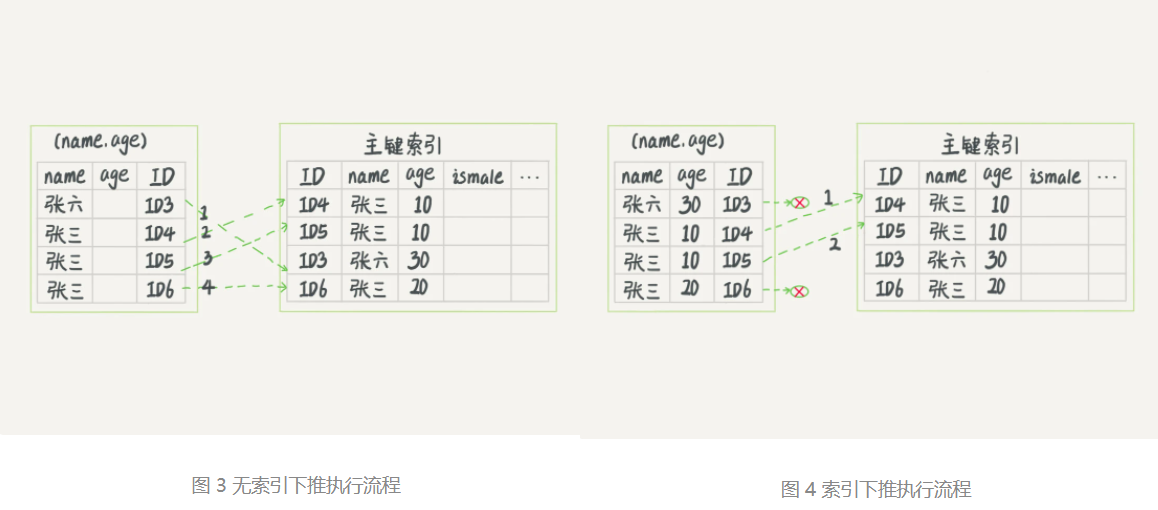 (name.age)
name age ID
张六 ID3
张三 ID4
张三 ID5
张三 ID6
1
2
3
4
主键索引
ID name age ismale ...
ID4 张三 10
ID5 张三 10
ID3 张六 30
ID6 张三 20
图 3 无索引下推执行流程
(name.age)
name age ID
张六 30 ID3
张三 10 ID4
张三 10 ID5
张三 20 ID6
1
2
主键索引
ID name age ismale ...
ID4 张三 10
ID5 张三 10
ID3 张六 30
ID6 张三 20
图 4 索引下推执行流程